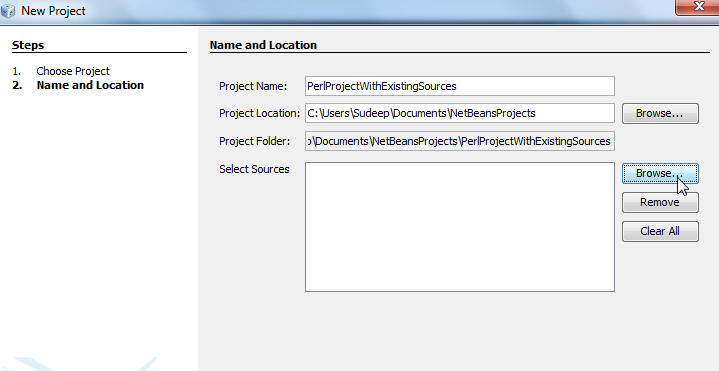 New Project
Steps
1. Choose Project
2. Name and Location
Name and Location
Project Name: PerlProjectWithExistingSources
Project Location: C:\Users\Sudeep\Documents\NetBeansProjects Browse...
Project Folder: ɔ\Documents\NetBeansProjects\PerlProjectWithExistingSources
Select Sources Browse...
Remove
Clear All